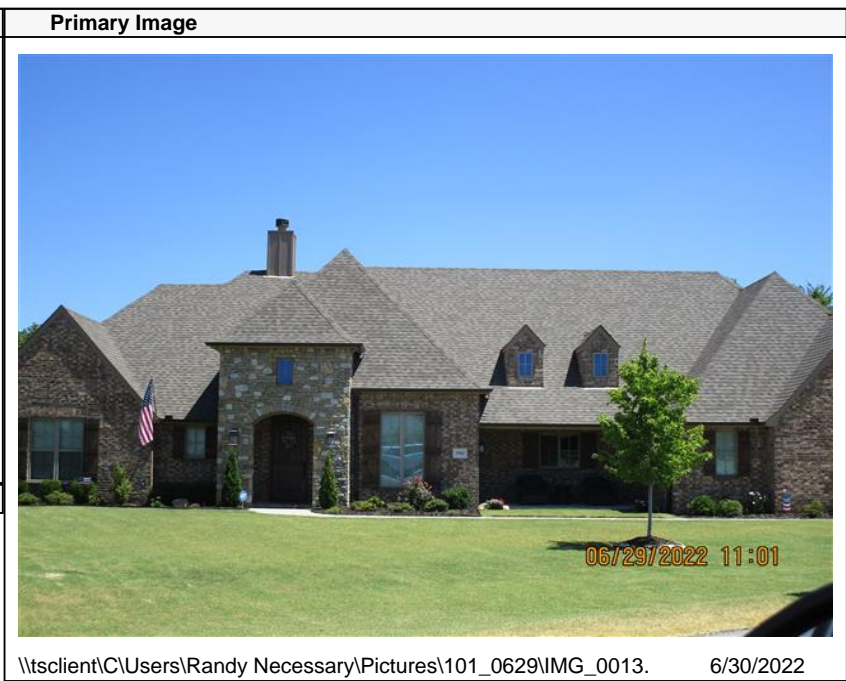 Primary Image
06/29/2022 11:01
\\tsclient\C\Users\Randy Necessary\Pictures\101_0629\IMG_0013. 6/30/2022